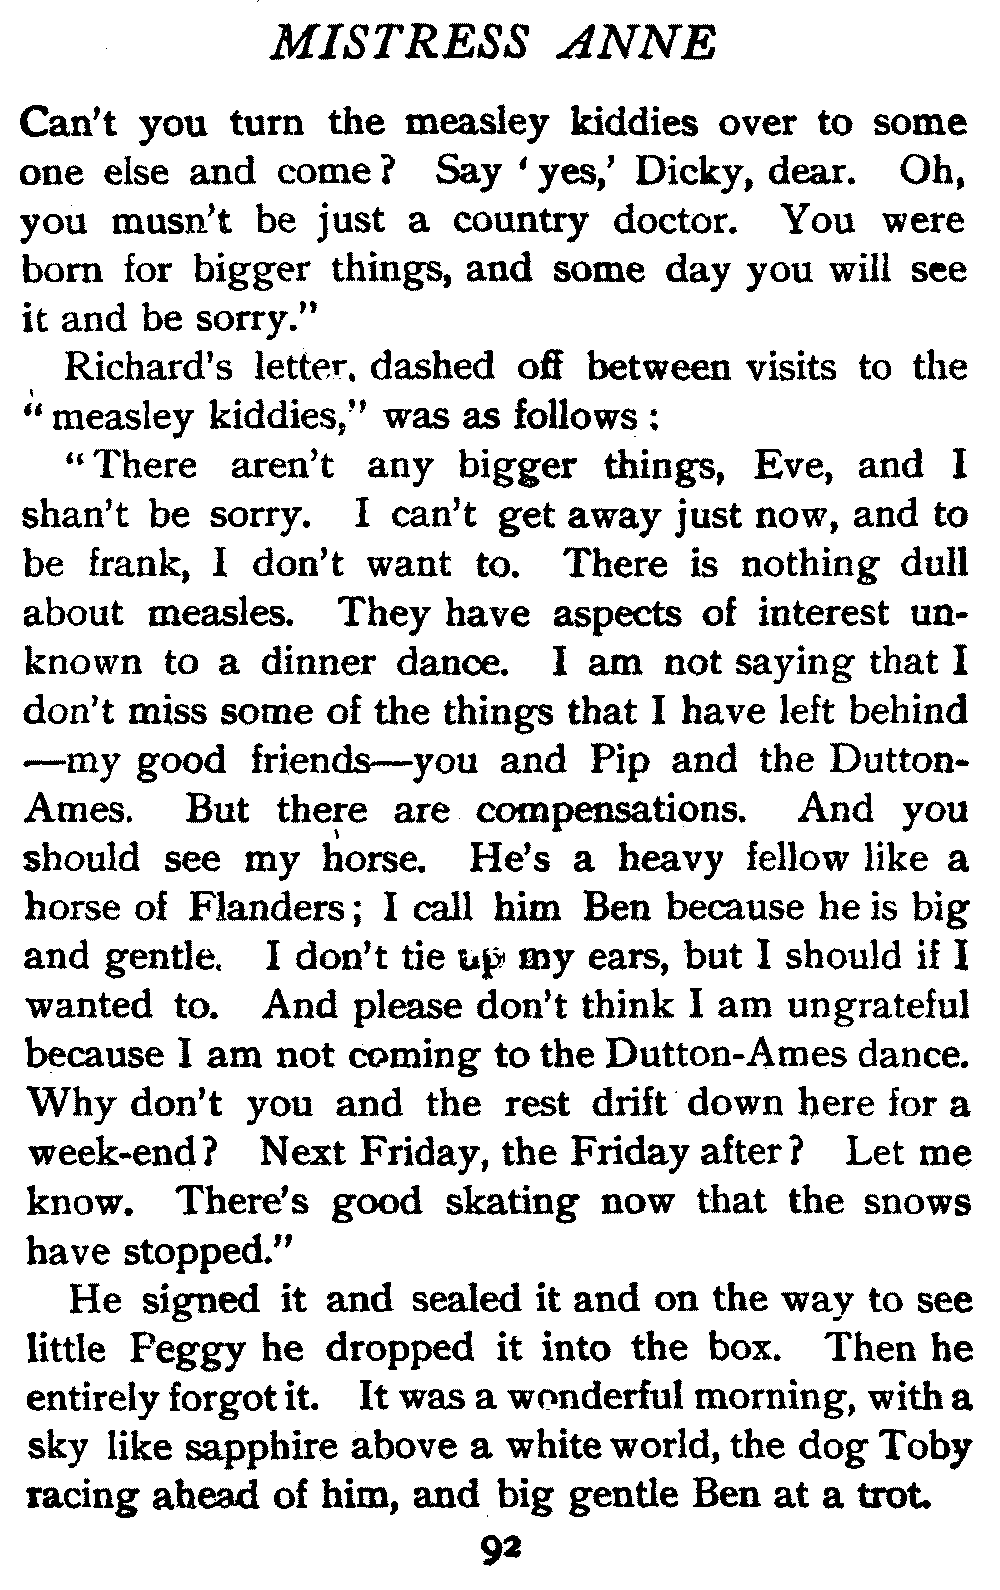 MISTRESS ANNE
Can't you turn the measley kiddies over to some
one else and come? Say 'yes,' Dicky, dear. Oh,
you musn't be just a country doctor. You were
born for bigger things, and some day you will see
it and be sorry."
Richard's letter, dashed off between visits to the
"measley kiddies," was as follows:
"There aren't any bigger things, Eve, and I
shan't be sorry. I can't get away just now, and to
be frank, I don't want to. There is nothing dull
about measles. They have aspects of interest un-
known to a dinner dance. I am not saying that I
don't miss some of the things that I have left behind
—my good friends—you and Pip and the Dutton-
Ames. But there are compensations. And you
should see my horse. He's a heavy fellow like a
horse of Flanders; I call him Ben because he is big
and gentle. I don't tie up my ears, but I should if I
wanted to. And please don't think I am ungrateful
because I am not coming to the Dutton-Ames dance.
Why don't you and the rest drift down here for a
week-end? Next Friday, the Friday after? Let me
know. There's good skating now that the snows
have stopped."
He signed it and sealed it and on the way to see
little Peggy he dropped it into the box. Then he
entirely forgot it. It was a wonderful morning, with a
sky like sapphire above a white world, the dog Toby
racing ahead of him, and big gentle Ben at a trot.
92